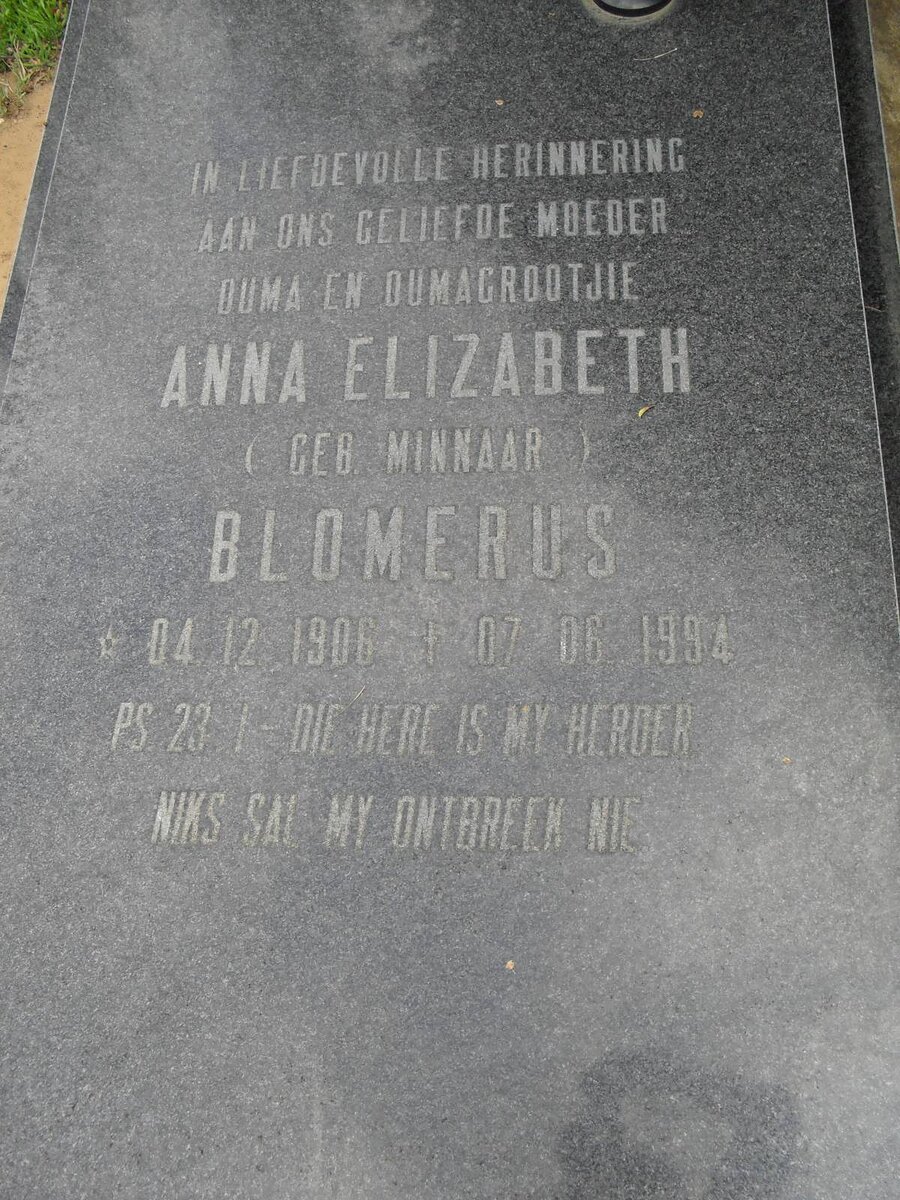 IN LIEFDEVOLLE HERINNERING
AAN ONS GELIEFDE MOEDER
OUMA EN OUMAGROOTJIE
ANNA ELIZABETH
( GEB. MINNAAR )
BLOMERUS
☆ 04. 12. 1906 † 07. 06. 1994
PS. 23. 1 - DIE HERE IS MY HERDER
NIKS SAL MY ONTBREEK NIE.